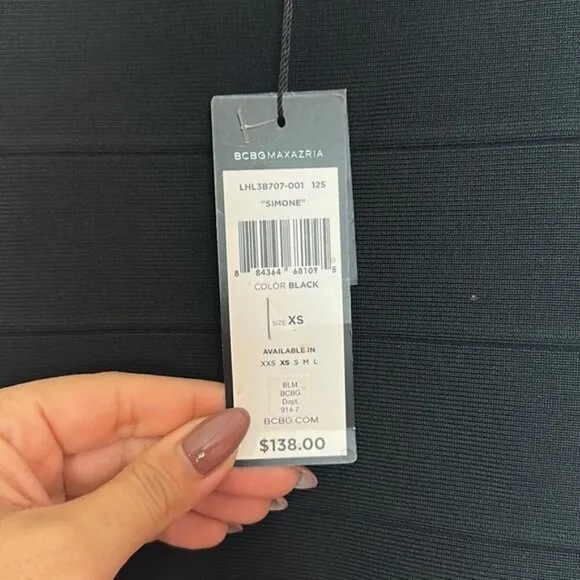 BCBGMAXAZRIA
LHL3B707-001 125
"SIMONE"
8 84364 68109 5
COLOR BLACK
SIZE XS
AVAILABLE IN
XXS XS S M L
BLM
BCBG
Dept.
914-7
BCBG.COM
$138.00